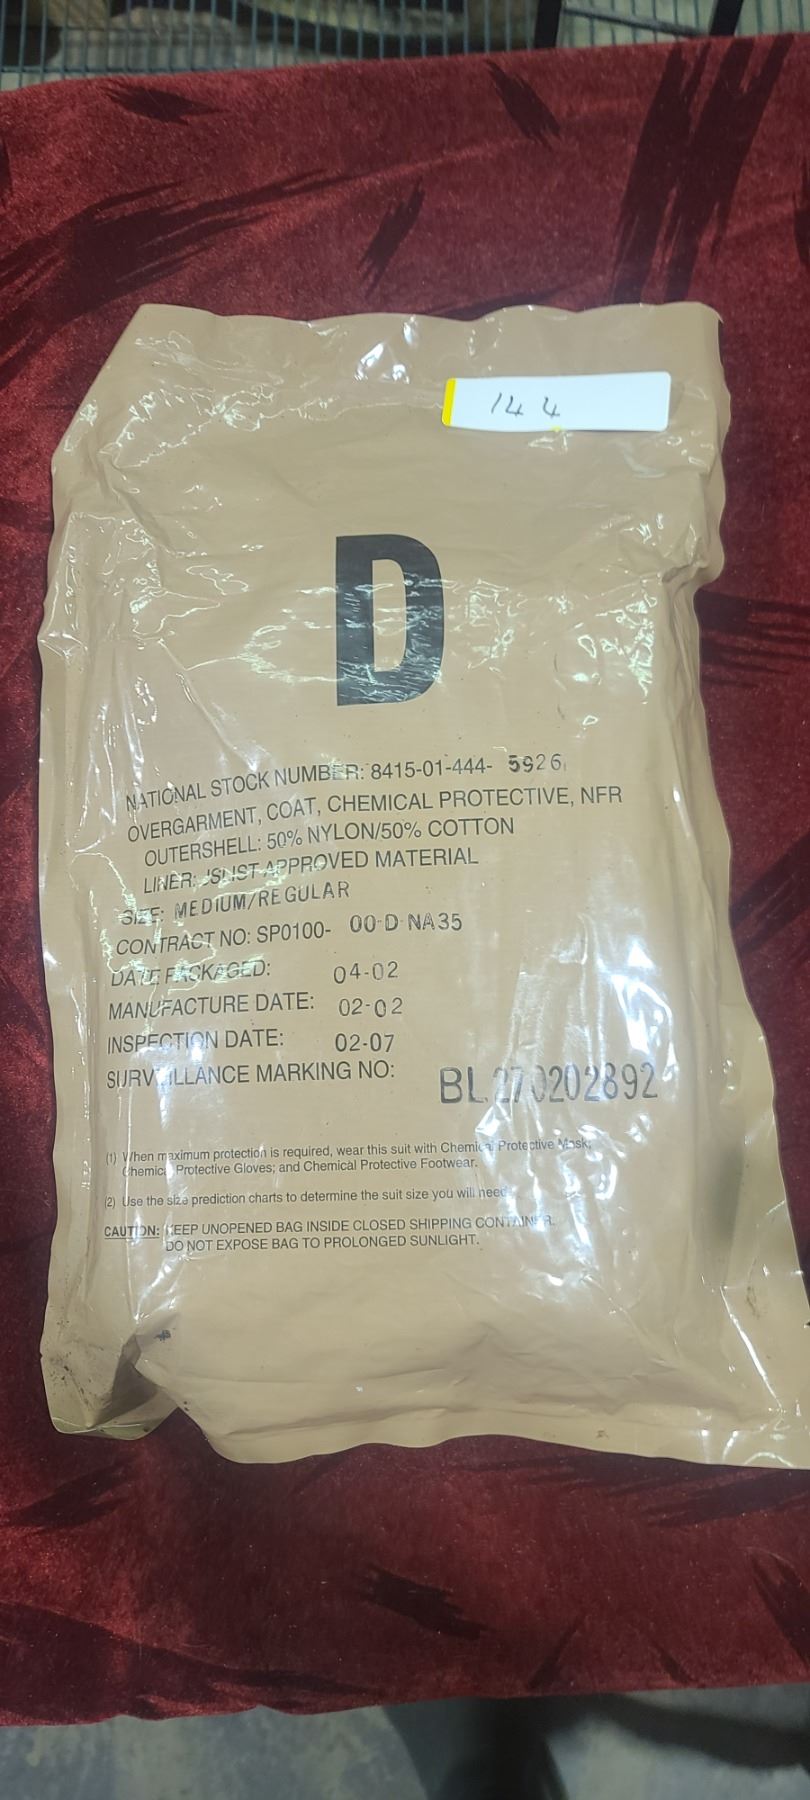 144
D
NATIONAL STOCK NUMBER: 8415-01-444- 5926
OVERGARMENT, COAT, CHEMICAL PROTECTIVE, NFR
OUTERSHELL: 50% NYLON/50% COTTON
LINER: JSLIST APPROVED MATERIAL
SIZE: MEDIUM/REGULAR
CONTRACT NO: SP0100- 00-D-NA35
DATE PACKAGED: 04-02
MANUFACTURE DATE: 02-02
INSPECTION DATE: 02-07
SURVEILLANCE MARKING NO: BL270202892
(1) When maximum protection is required, wear this suit with Chemical Protective Mask;
Chemical Protective Gloves; and Chemical Protective Footwear.
(2) Use the size prediction charts to determine the suit size you will need.
CAUTION: KEEP UNOPENED BAG INSIDE CLOSED SHIPPING CONTAINER.
DO NOT EXPOSE BAG TO PROLONGED SUNLIGHT.